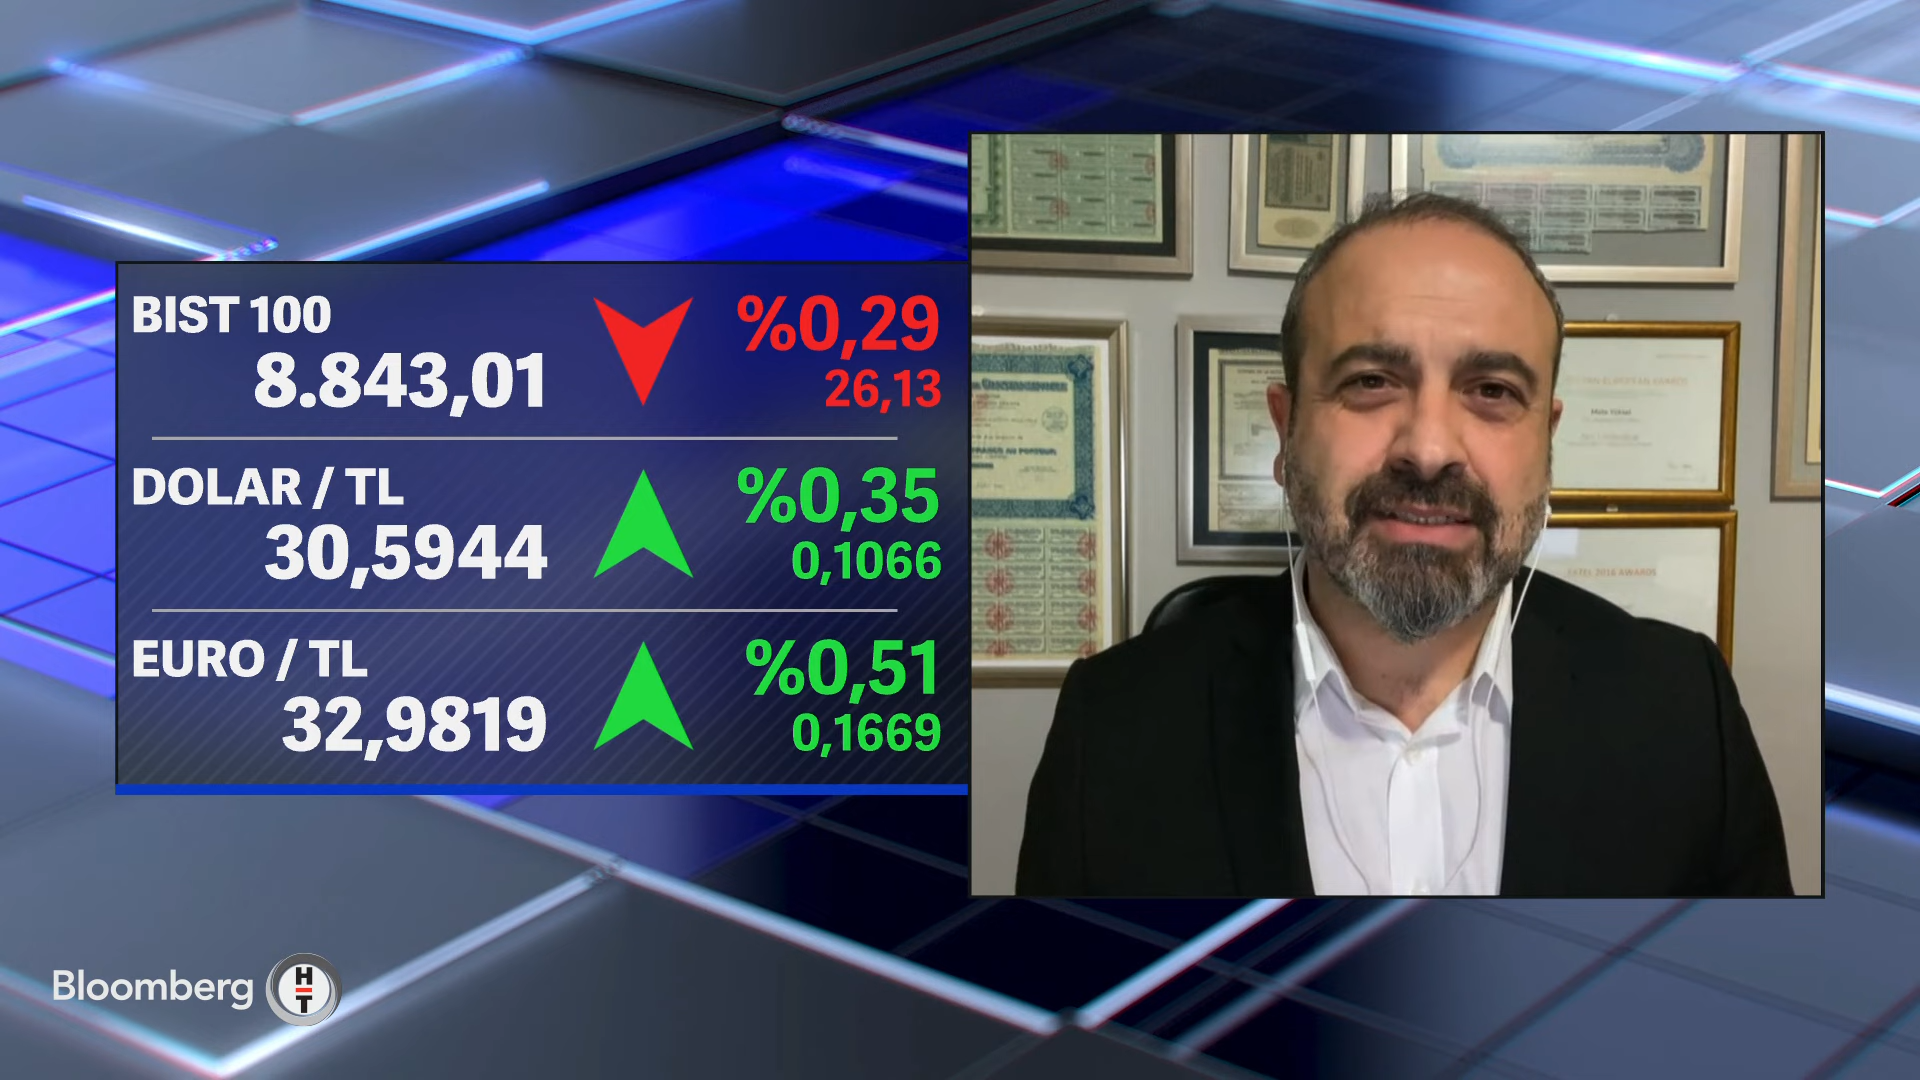 BIST 100
8.843,01
%0,29
26,13
DOLAR / TL
30,5944
%0,35
0,1066
EURO / TL
32,9819
%0,51
0,1669
Bloomberg HT